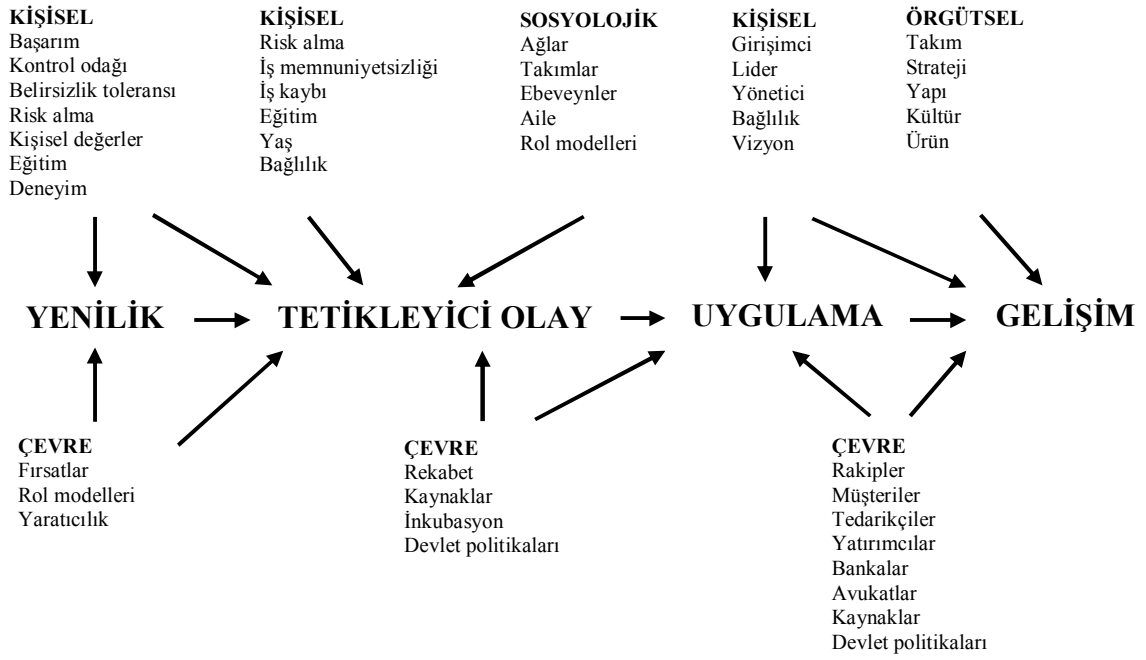 KİŞİSEL
Başarım
Kontrol odağı
Belirsizlik toleransı
Risk alma
Kişisel değerler
Eğitim
Deneyim
KİŞİSEL
Risk alma
İş memnuniyetsizliği
İş kaybı
Eğitim
Yaş
Bağlılık
SOSYOLOJİK
Ağlar
Takımlar
Ebeveynler
Aile
Rol modelleri
KİŞİSEL
Girişimci
Lider
Yönetici
Bağlılık
Vizyon
ÖRGÜTSEL
Takım
Strateji
Yapı
Kültür
Ürün
YENİLİK
TETİKLEYİCİ OLAY
UYGULAMA
GELİŞİM
ÇEVRE
Fırsatlar
Rol modelleri
Yaratıcılık
ÇEVRE
Rekabet
Kaynaklar
İnkubasyon
Devlet politikaları
ÇEVRE
Rakipler
Müşteriler
Tedarikçiler
Yatırımcılar
Bankalar
Avukatlar
Kaynaklar
Devlet politikaları